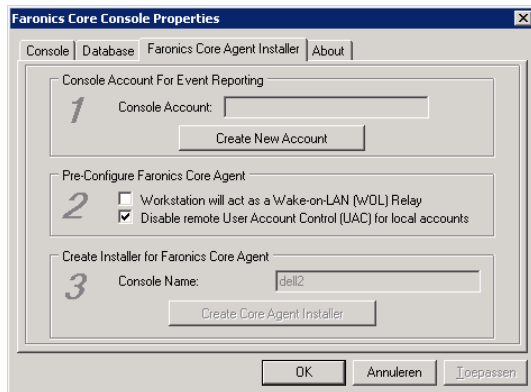 Faronics Core Console Properties
Console Database Faronics Core Agent Installer About
Console Account For Event Reporting
1 Console Account:
Create New Account
Pre-Configure Faronics Core Agent
2 Workstation will act as a Wake-on-LAN (WOL) Relay
Disable remote User Account Control (UAC) for local accounts
Create Installer for Faronics Core Agent
3 Console Name: dell2
Create Core Agent Installer
OK Annuleren Toepassen